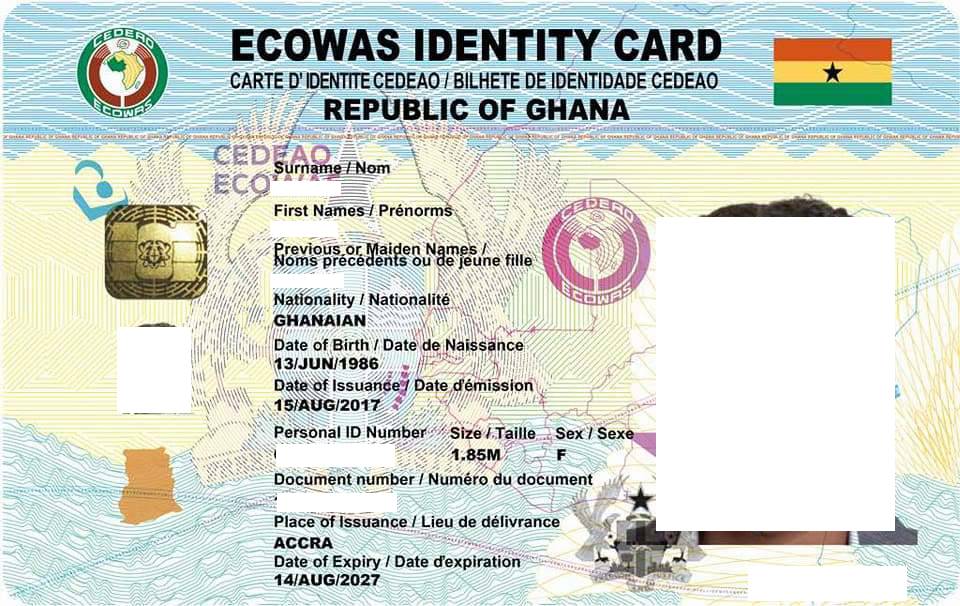 CEDEAO
ECOWAS
ECOWAS IDENTITY CARD
CARTE D' IDENTITE CEDEAO / BILHETE DE IDENTIDADE CEDEAO
REPUBLIC OF GHANA
CEDEAO
Surname / Nom
First Names / Prénorms
CEDEAO
ECOWAS
Previous or Maiden Names /
Noms précédents ou de jeune fille
Nationality / Nationalité
GHANAIAN
Date of Birth / Date de Naissance
13/JUN/1986
Date of Issuance / Date d'émission
15/AUG/2017
Personal ID Number Size / Taille Sex / Sexe
1.85M F
Document number / Numéro du document
Place of Issuance / Lieu de délivrance
ACCRA
Date of Expiry / Date d'expiration
14/AUG/2027